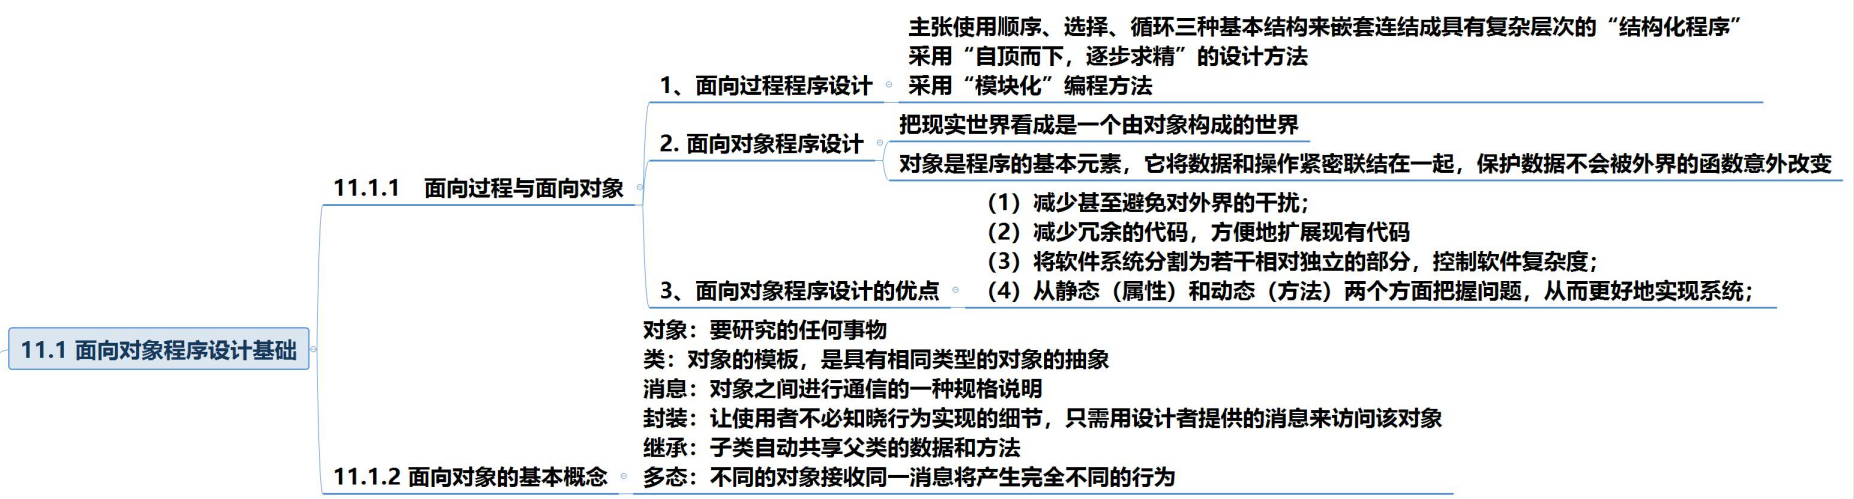 11.1 面向对象程序设计基础
11.1.1 面向过程与面向对象
1、面向过程程序设计
主张使用顺序、选择、循环三种基本结构来嵌套连结成具有复杂层次的“结构化程序”
采用“自顶而下，逐步求精”的设计方法
采用“模块化”编程方法
2. 面向对象程序设计
把现实世界看成是一个由对象构成的世界
对象是程序的基本元素，它将数据和操作紧密联结在一起，保护数据不会被外界的函数意外改变
3、面向对象程序设计的优点
（1）减少甚至避免对外界的干扰；
（2）减少冗余的代码，方便地扩展现有代码
（3）将软件系统分割为若干相对独立的部分，控制软件复杂度；
（4）从静态（属性）和动态（方法）两个方面把握问题，从而更好地实现系统；
11.1.2 面向对象的基本概念
对象：要研究的任何事物
类：对象的模板，是具有相同类型的对象的抽象
消息：对象之间进行通信的一种规格说明
封装：让使用者不必知晓行为实现的细节，只需用设计者提供的消息来访问该对象
继承：子类自动共享父类的数据和方法
多态：不同的对象接收同一消息将产生完全不同的行为